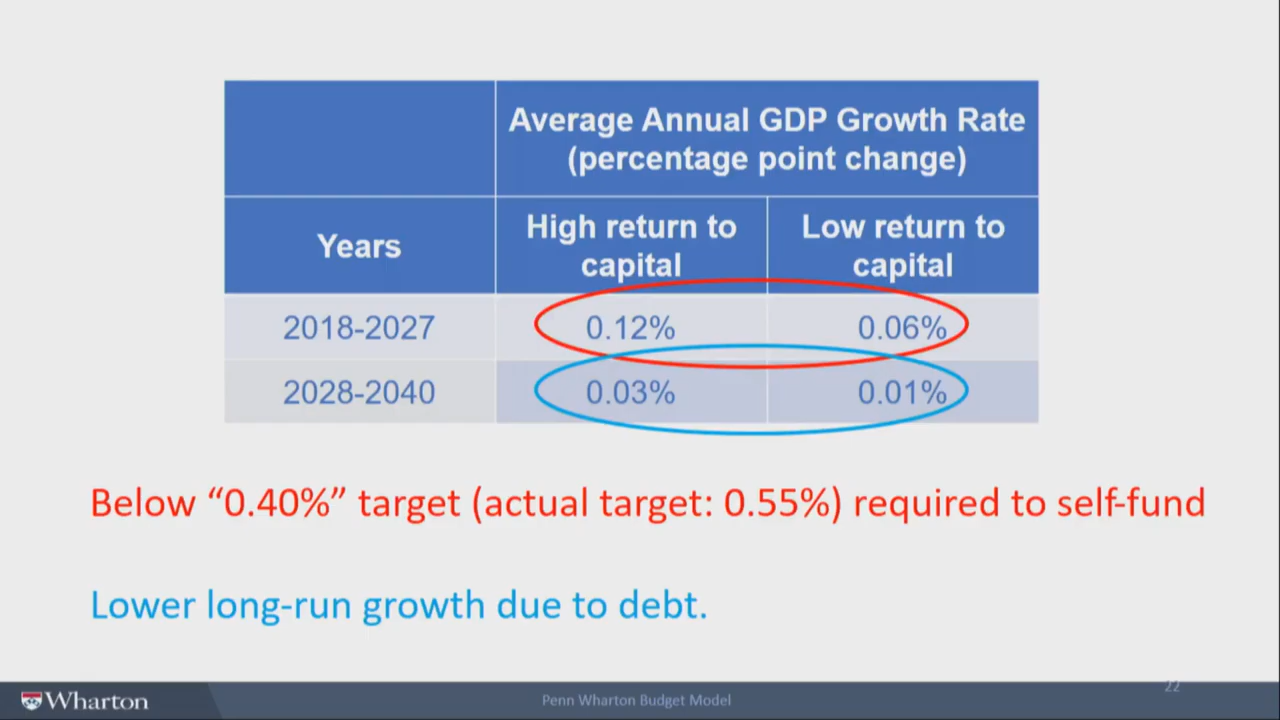 Average Annual GDP Growth Rate
(percentage point change)
Years
High return to
capital
Low return to
capital
2018-2027 0.12% 0.06%
2028-2040 0.03% 0.01%
Below “0.40%” target (actual target: 0.55%) required to self-fund
Lower long-run growth due to debt.
22
Wharton
Penn Wharton Budget Model